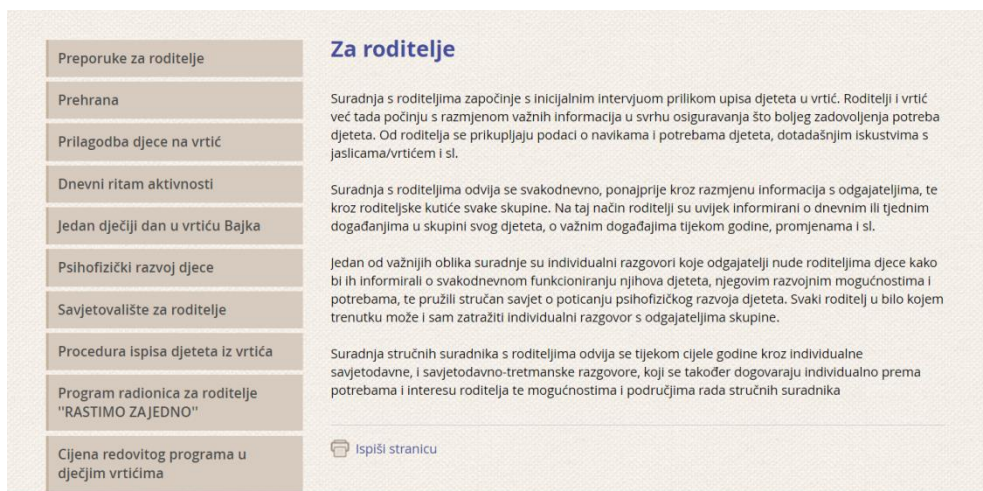 Preporuke za roditelje
Prehrana
Prilagodba djece na vrtić
Dnevni ritam aktivnosti
Jedan dječiji dan u vrtiću Bajka
Psihofizički razvoj djece
Savjetovalište za roditelje
Procedura ispisa djeteta iz vrtića
Program radionica za roditelje
"RASTIMO ZAJEDNO"
Cijena redovitog programa u
dječjim vrtićima
Za roditelje
Suradnja s roditeljima započinje s inicijalnim intervjuom prilikom upisa djeteta u vrtić. Roditelji i vrtić
već tada počinju s razmjenom važnih informacija u svrhu osiguravanja što boljeg zadovoljenja potreba
djeteta. Od roditelja se prikupljaju podaci o navikama i potrebama djeteta, dotadašnjim iskustvima s
jaslicama/vrtićem i sl.
Suradnja s roditeljima odvija se svakodnevno, ponajprije kroz razmjenu informacija s odgajateljima, te
kroz roditeljske kutiće svake skupine. Na taj način roditelji su uvijek informirani o dnevnim ili tjednim
događanjima u skupini svog djeteta, o važnim događajima tijekom godine, promjenama i sl.
Jedan od važnijih oblika suradnje su individualni razgovori koje odgajatelji nude roditeljima djece kako
bi ih informirali o svakodnevnom funkcioniranju njihova djeteta, njegovim razvojnim mogućnostima i
potrebama, te pružili stručan savjet o poticanju psihofizičkog razvoja djeteta. Svaki roditelj u bilo kojem
trenutku može i sam zatražiti individualni razgovor s odgajateljima skupine.
Suradnja stručnih suradnika s roditeljima odvija se tijekom cijele godine kroz individualne
savjetodavne, i savjetodavno-tretmanske razgovore, koji se također dogovaraju individualno prema
potrebama i interesu roditelja te mogućnostima i područjima rada stručnih suradnika
Ispiši stranicu